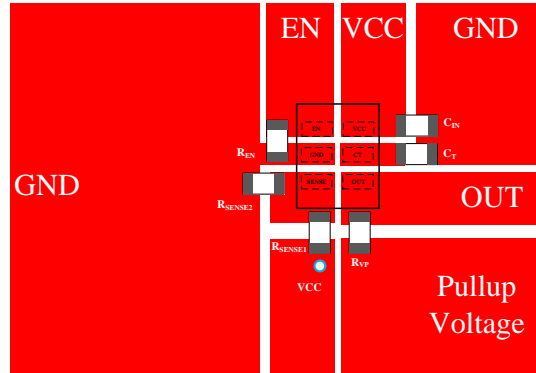 EN VCC GND
EN VCC
C_IN
R_EN
GND CT
C_T
GND
SENSE OUT
R_SENSE2
OUT
R_SENSE1
R_VP
VCC
Pullup
Voltage